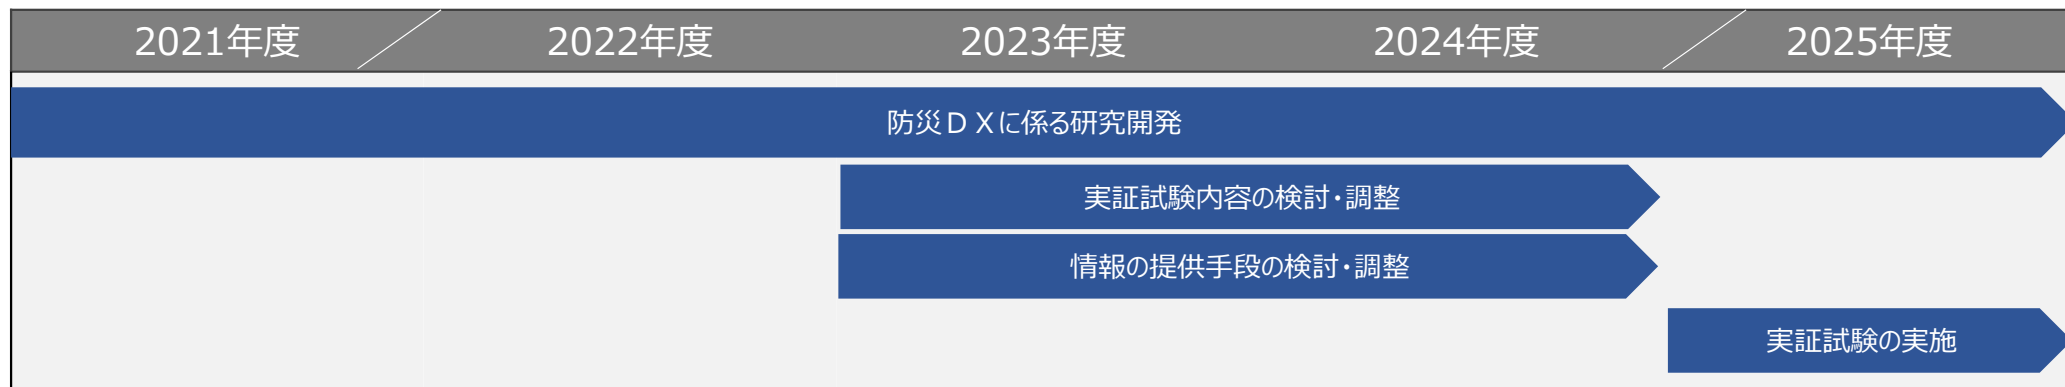 2021年度 2022年度 2023年度 2024年度 2025年度
防災ＤＸに係る研究開発
実証試験内容の検討・調整
情報の提供手段の検討・調整
実証試験の実施